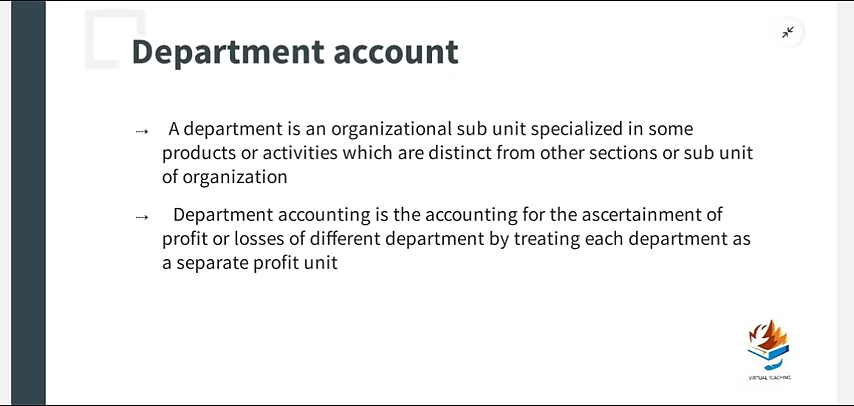 Department account
→ A department is an organizational sub unit specialized in some
products or activities which are distinct from other sections or sub unit
of organization
→ Department accounting is the accounting for the ascertainment of
profit or losses of different department by treating each department as
a separate profit unit
VIRTUAL TEACHING